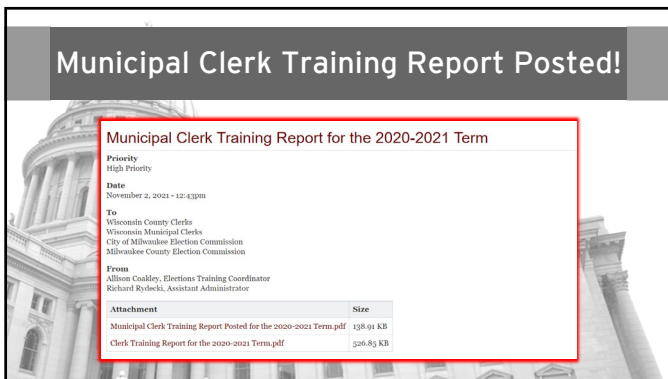 Municipal Clerk Training Report Posted!
Municipal Clerk Training Report for the 2020-2021 Term
Priority
High Priority
Date
November 2, 2021 - 12:43pm
To
Wisconsin County Clerks
Wisconsin Municipal Clerks
City of Milwaukee Election Commission
Milwaukee County Election Commission
From
Allison Coakley, Elections Training Coordinator
Richard Rydecki, Assistant Administrator
Attachment Size
Municipal Clerk Training Report Posted for the 2020-2021 Term.pdf 138.91 KB
Clerk Training Report for the 2020-2021 Term.pdf 526.85 KB